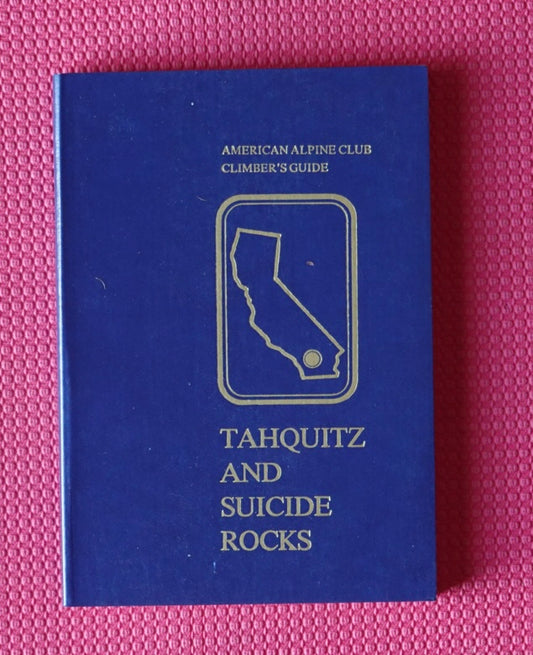 AMERICAN ALPINE CLUB
CLIMBER'S GUIDE
TAHQUITZ
AND
SUICIDE
ROCKS